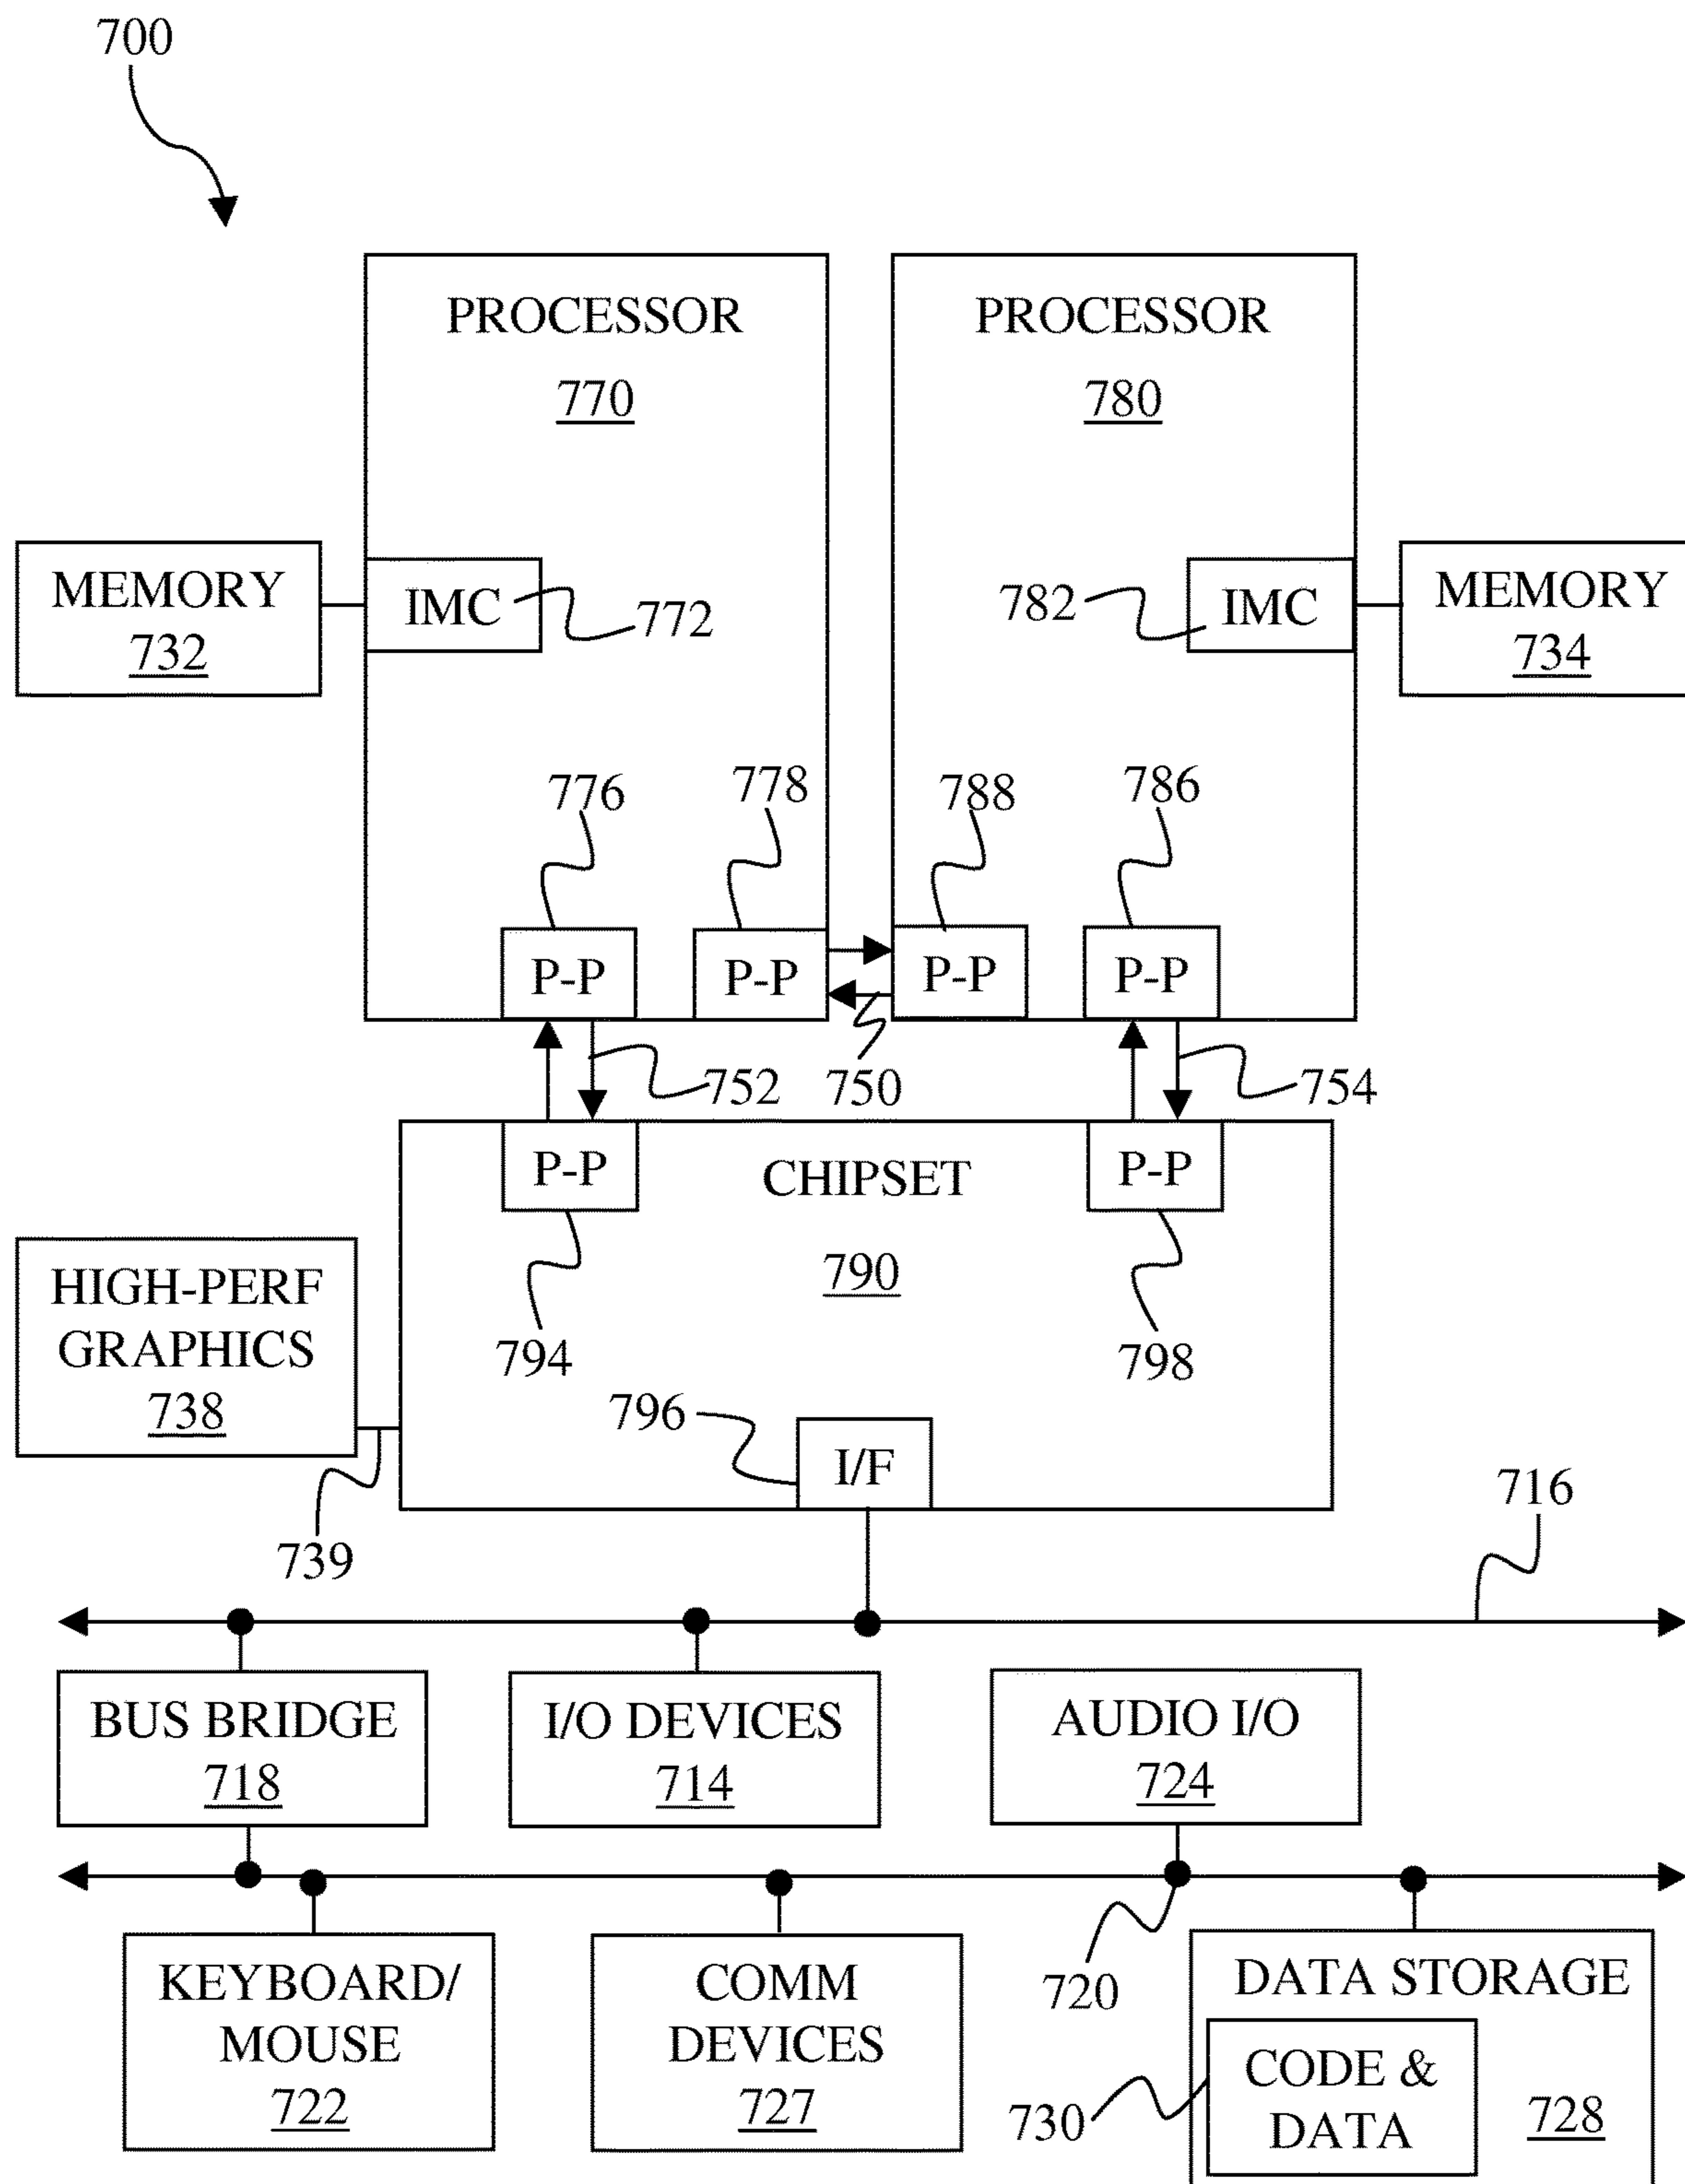 700
PROCESSOR
770
PROCESSOR
780
MEMORY
732
IMC
772
782
IMC
MEMORY
734
776
778
788
786
P-P
P-P
P-P
P-P
752
750
754
P-P
CHIPSET
P-P
790
HIGH-PERF
GRAPHICS
738
794
798
796
I/F
739
716
BUS BRIDGE
718
I/O DEVICES
714
AUDIO I/O
724
720
KEYBOARD/
MOUSE
722
COMM
DEVICES
727
DATA STORAGE
CODE &
DATA
730
728